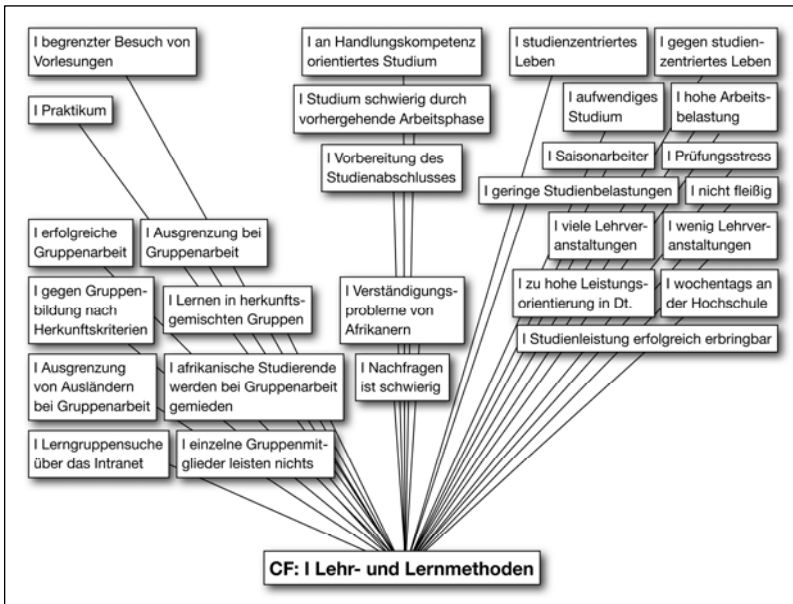 I begrenzter Besuch von
Vorlesungen
I Praktikum
I an Handlungskompetenz
orientiertes Studium
I Studium schwierig durch
vorhergehende Arbeitsphase
I Vorbereitung des
Studienabschlusses
I studienzentriertes
Leben
I gegen studien-
zentriertes Leben
I aufwendiges
Studium
I hohe Arbeits-
belastung
I Saisonarbeiter
I Prüfungsstress
I geringe Studienbelastungen
I nicht fleißig
I viele Lehrver-
anstaltungen
I wenig Lehrver-
anstaltungen
I zu hohe Leistungs-
orientierung in Dt.
I wochentags an
der Hochschule
I Studienleistung erfolgreich erbringbar
I erfolgreiche
Gruppenarbeit
I Ausgrenzung bei
Gruppenarbeit
I gegen Gruppen-
bildung nach
Herkunftskriterien
I Lernen in herkunfts-
gemischten Gruppen
I Verständigungs-
probleme von
Afrikanern
I Ausgrenzung
von Ausländern
bei Gruppenarbeit
I afrikanische Studierende
werden bei Gruppenarbeit
gemieden
I Nachfragen
ist schwierig
I Lerngruppensuche
über das Intranet
I einzelne Gruppenmit-
glieder leisten nichts
CF: I Lehr- und Lernmethoden